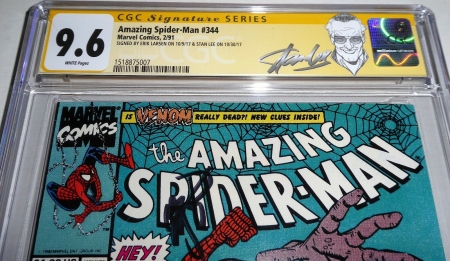 CGC Signature SERIES
9.6
WHITE Pages
Amazing Spider-Man #344
Marvel Comics, 2/91
SIGNED BY ERIK LARSEN ON 10/9/17 & STAN LEE ON 10/30/17
1518875007
Stan Lee
MARVEL COMICS
IS VENOM REALLY DEAD?! NEW CLUES INSIDE!
the AMAZING
SPIDER-MAN
HEY!